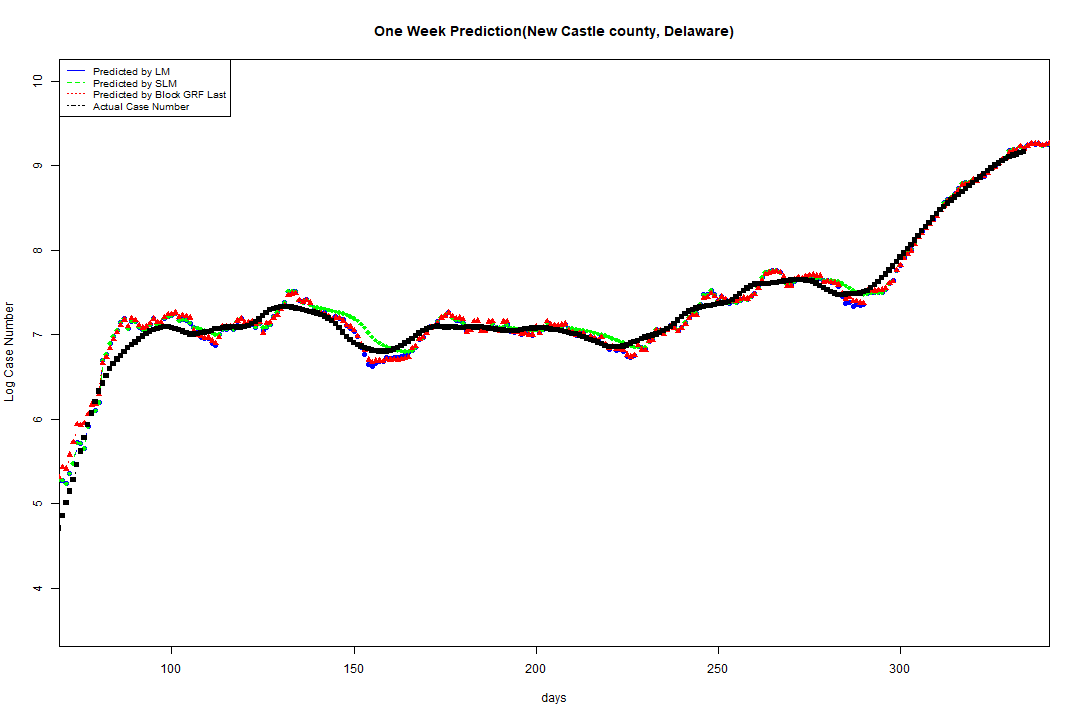 One Week Prediction(New Castle county, Delaware)
Predicted by LM
Predicted by SLM
Predicted by Block GRF Last
Actual Case Number
10
9
8
7
6
5
4
Log Case Number
100 150 200 250 300
days